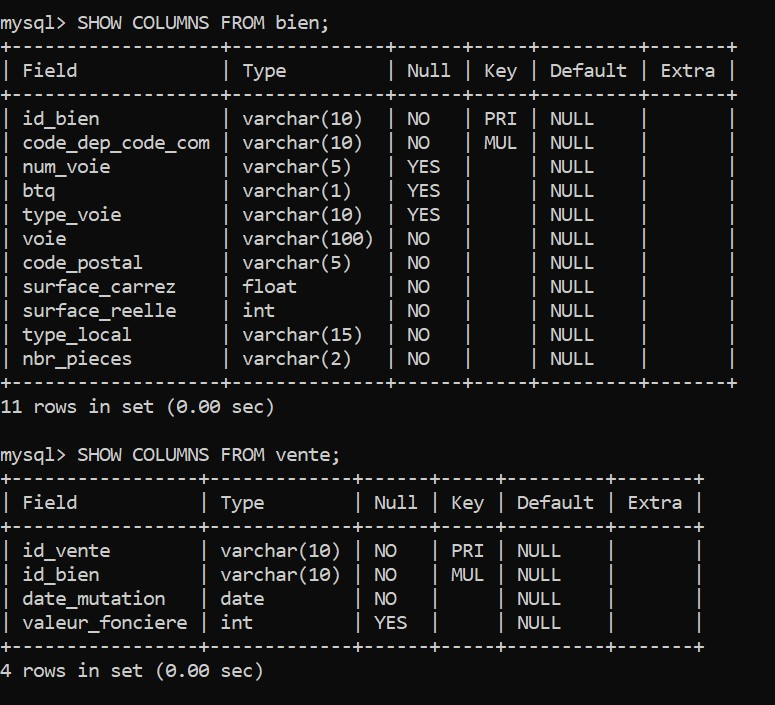 mysql> SHOW COLUMNS FROM bien;
+-------------------+--------------+------+-----+---------+-------+
| Field             | Type         | Null | Key | Default | Extra |
+-------------------+--------------+------+-----+---------+-------+
| id_bien           | varchar(10)  | NO   | PRI | NULL    |       |
| code_dep_code_com | varchar(10)  | NO   | MUL | NULL    |       |
| num_voie          | varchar(5)   | YES  |     | NULL    |       |
| btq               | varchar(1)   | YES  |     | NULL    |       |
| type_voie         | varchar(10)  | YES  |     | NULL    |       |
| voie              | varchar(100) | NO   |     | NULL    |       |
| code_postal       | varchar(5)   | NO   |     | NULL    |       |
| surface_carrez    | float        | NO   |     | NULL    |       |
| surface_reelle    | int          | NO   |     | NULL    |       |
| type_local        | varchar(15)  | NO   |     | NULL    |       |
| nbr_pieces        | varchar(2)   | NO   |     | NULL    |       |
+-------------------+--------------+------+-----+---------+-------+
11 rows in set (0.00 sec)

mysql> SHOW COLUMNS FROM vente;
+-----------------+-------------+------+-----+---------+-------+
| Field           | Type        | Null | Key | Default | Extra |
+-----------------+-------------+------+-----+---------+-------+
| id_vente        | varchar(10) | NO   | PRI | NULL    |       |
| id_bien         | varchar(10) | NO   | MUL | NULL    |       |
| date_mutation   | date        | NO   |     | NULL    |       |
| valeur_fonciere | int         | YES  |     | NULL    |       |
+-----------------+-------------+------+-----+---------+-------+
4 rows in set (0.00 sec)